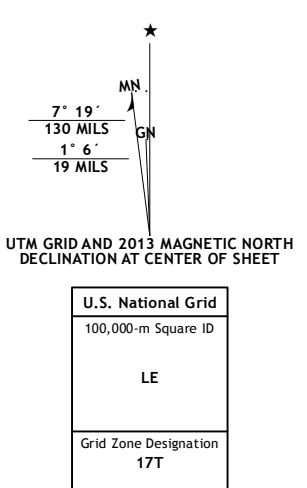 ★
MN
7° 19´
130 MILS
GN
1° 6´
19 MILS
UTM GRID AND 2013 MAGNETIC NORTH
DECLINATION AT CENTER OF SHEET
U.S. National Grid
100,000-m Square ID
LE
Grid Zone Designation
17T